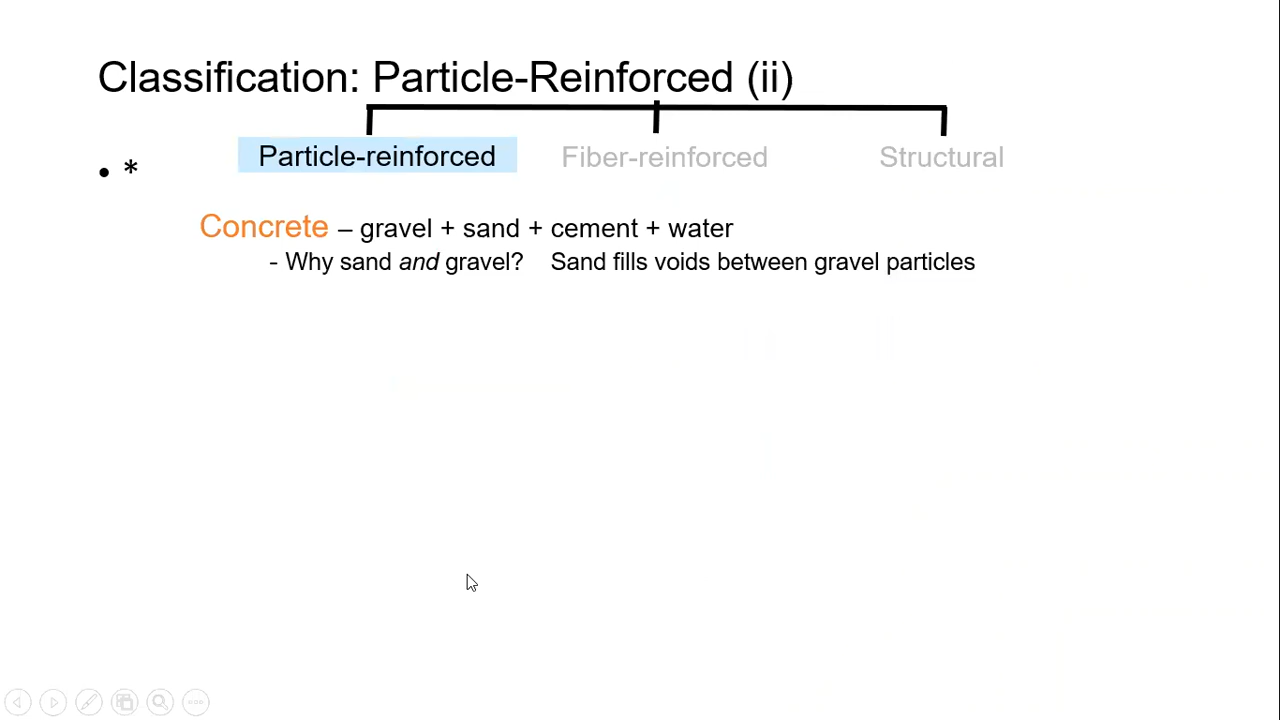 Classification: Particle-Reinforced (ii)
Particle-reinforced Fiber-reinforced Structural
• *
Concrete – gravel + sand + cement + water
- Why sand and gravel? Sand fills voids between gravel particles